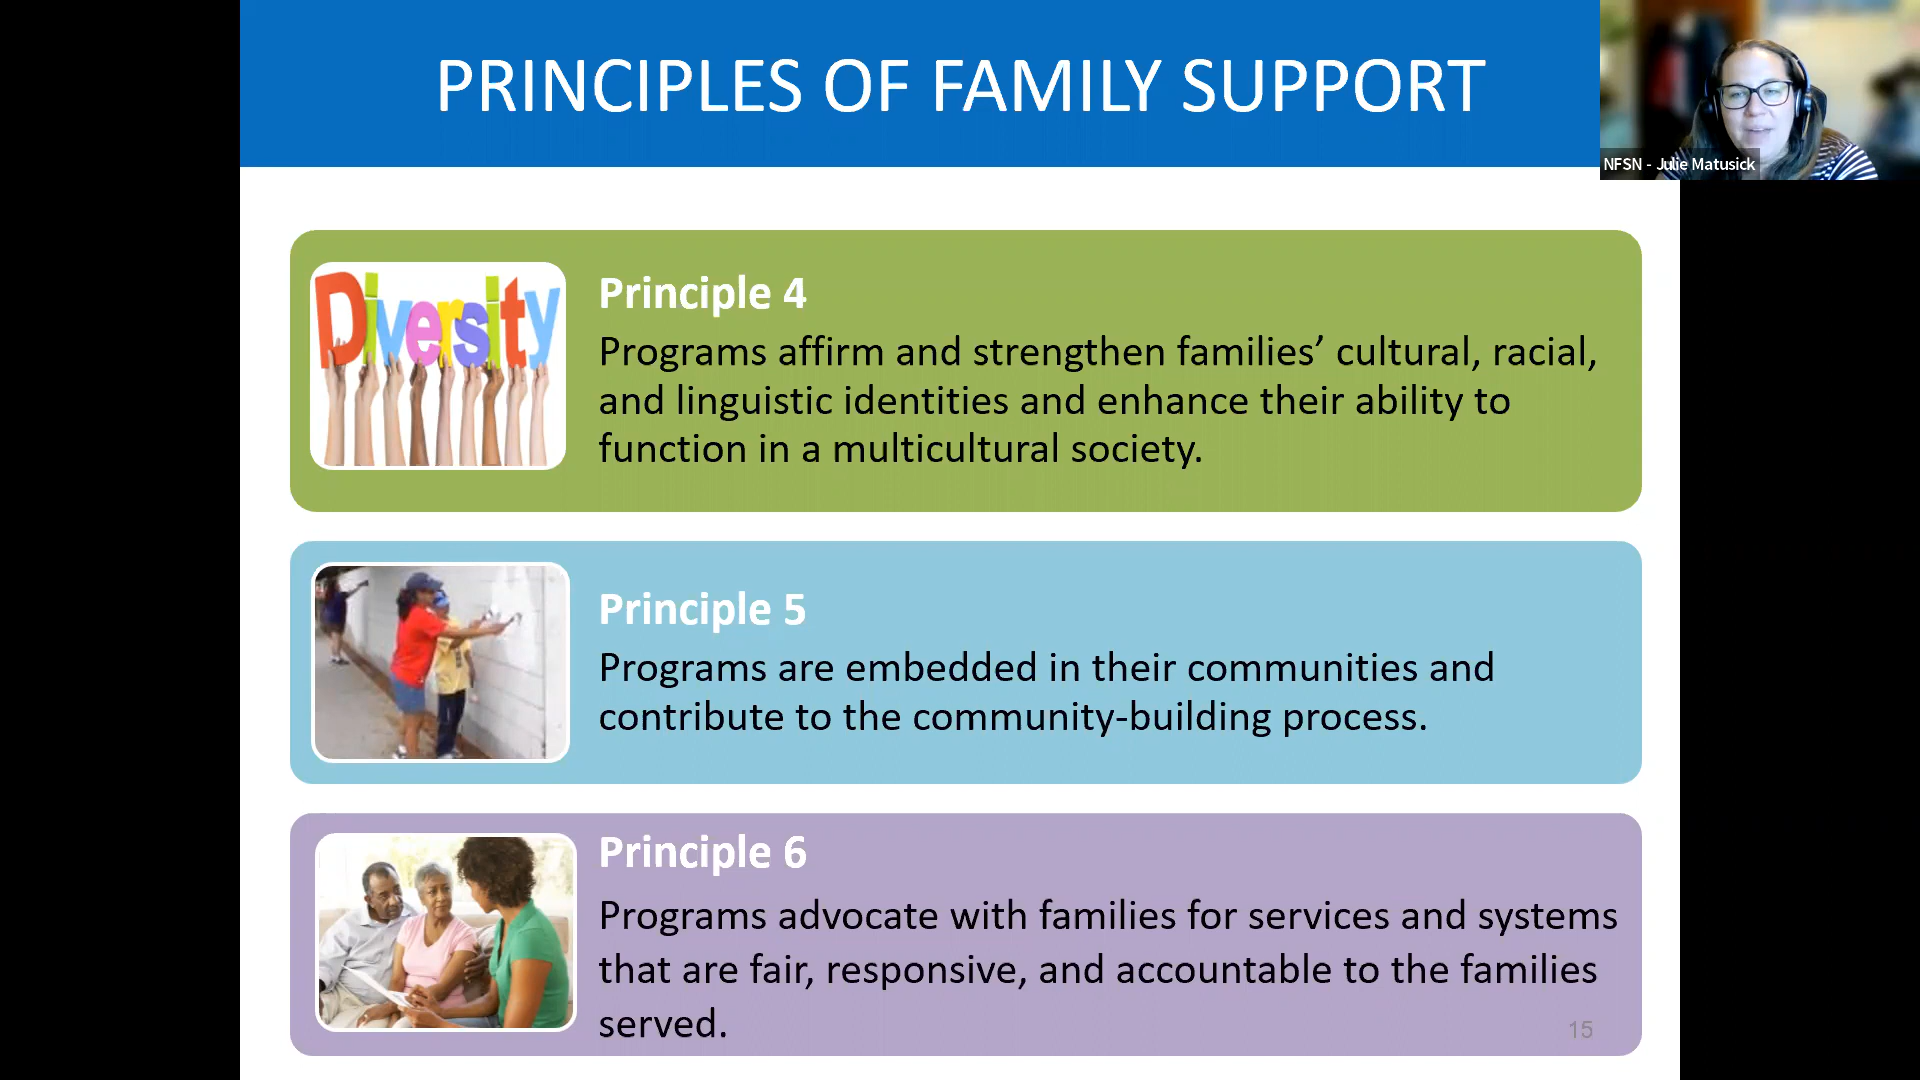 PRINCIPLES OF FAMILY SUPPORT
NFSN - Julie Matusick
Diversity
Principle 4
Programs affirm and strengthen families’ cultural, racial,
and linguistic identities and enhance their ability to
function in a multicultural society.
Principle 5
Programs are embedded in their communities and
contribute to the community-building process.
Principle 6
Programs advocate with families for services and systems
that are fair, responsive, and accountable to the families
served.
15